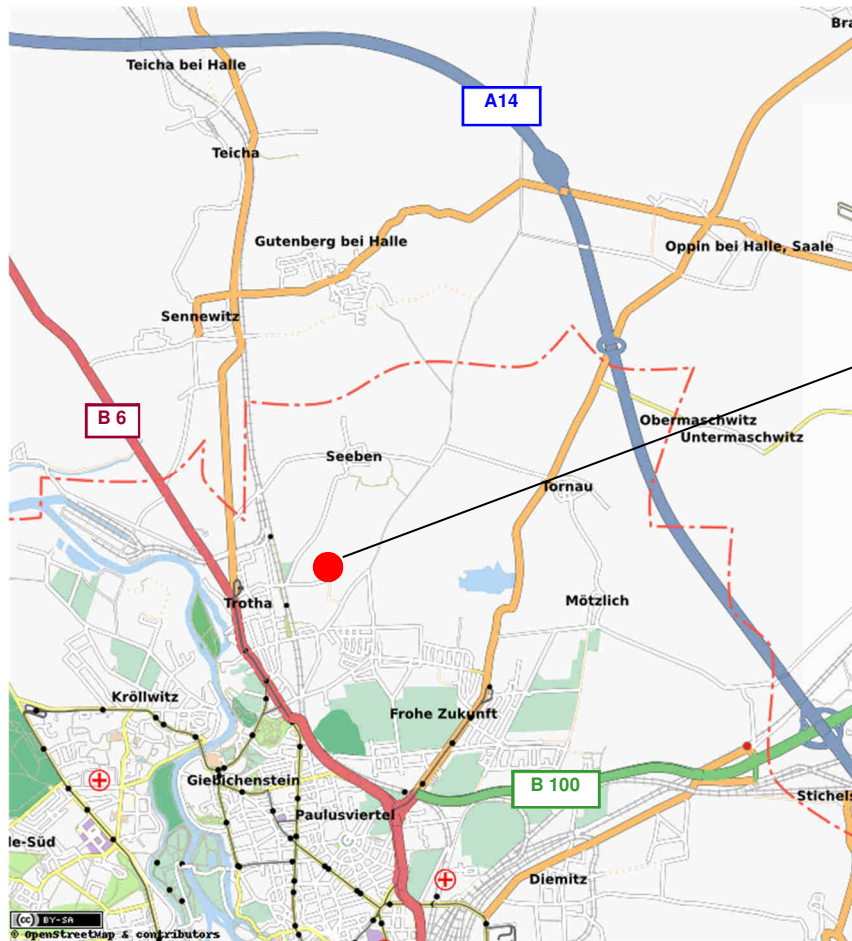 Bra
Teicha bei Halle
A14
Teicha
Gutenberg bei Halle
Oppin bei Halle, Saale
Sennewitz
B 6
Obermaschwitz
Untermaschwitz
Seeben
Tornau
Trotha
Mötzlich
Kröllwitz
Frohe Zukunft
Giebichenstein
B 100
Stichels
Paulusviertel
le-Süd
Diemitz
(cc) BY-SA
© OpenStreetMap & contributors